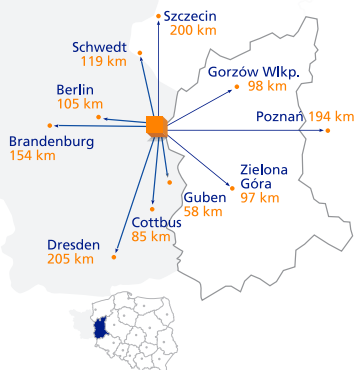 Szczecin
200 km
Schwedt
119 km
Gorzów Wlkp.
98 km
Berlin
105 km
Poznań 194 km
Brandenburg
154 km
Zielona
Góra
97 km
Guben
58 km
Cottbus
85 km
Dresden
205 km